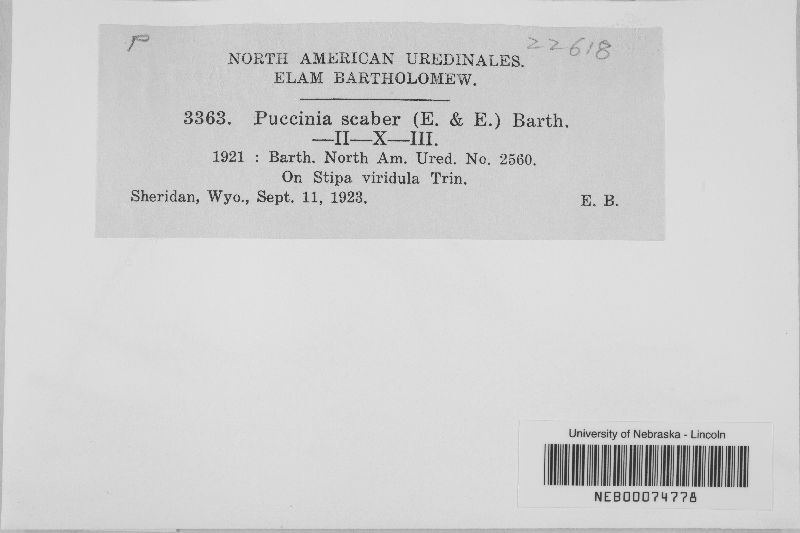 P
22618
NORTH AMERICAN UREDINALES.
ELAM BARTHOLOMEW.
3363. Puccinia scaber (E. & E.) Barth.
—II—X—III.
1921 : Barth. North Am. Ured. No. 2560.
On Stipa viridula Trin.
Sheridan, Wyo., Sept. 11, 1923. E. B.
University of Nebraska - Lincoln
NEB00074778